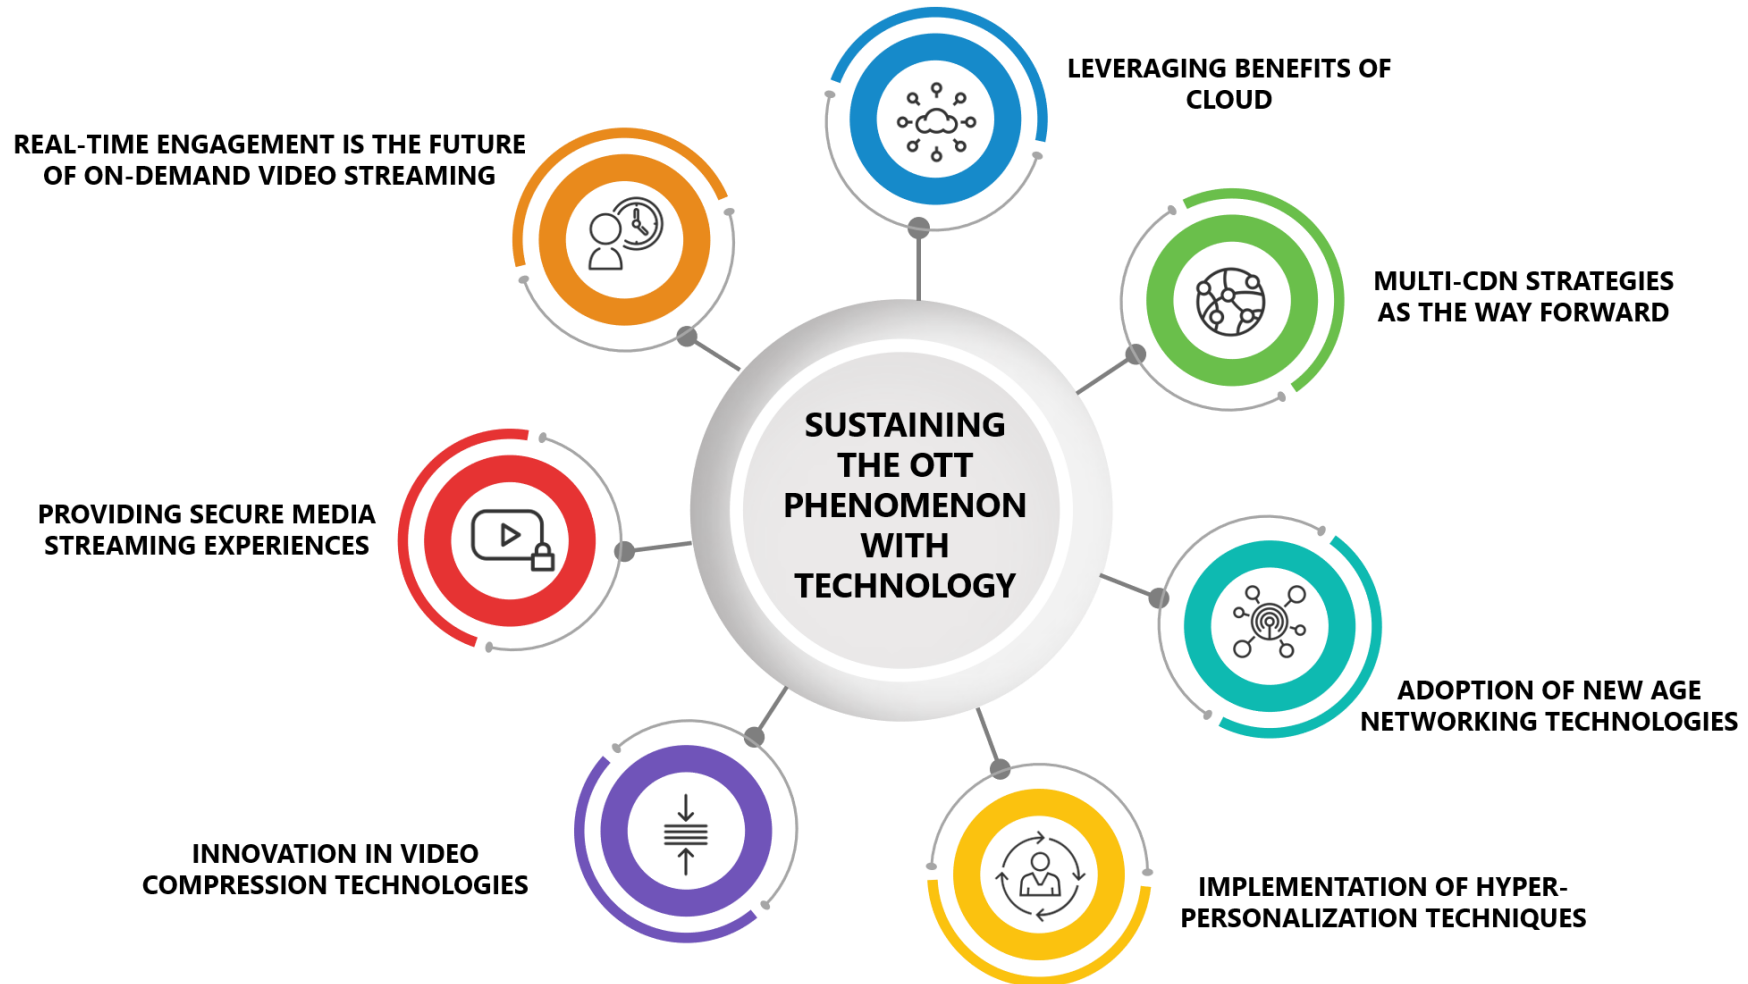 LEVERAGING BENEFITS OF
CLOUD
REAL-TIME ENGAGEMENT IS THE FUTURE
OF ON-DEMAND VIDEO STREAMING
MULTI-CDN STRATEGIES
AS THE WAY FORWARD
SUSTAINING
THE OTT
PHENOMENON
WITH
TECHNOLOGY
PROVIDING SECURE MEDIA
STREAMING EXPERIENCES
ADOPTION OF NEW AGE
NETWORKING TECHNOLOGIES
INNOVATION IN VIDEO
COMPRESSION TECHNOLOGIES
IMPLEMENTATION OF HYPER-
PERSONALIZATION TECHNIQUES